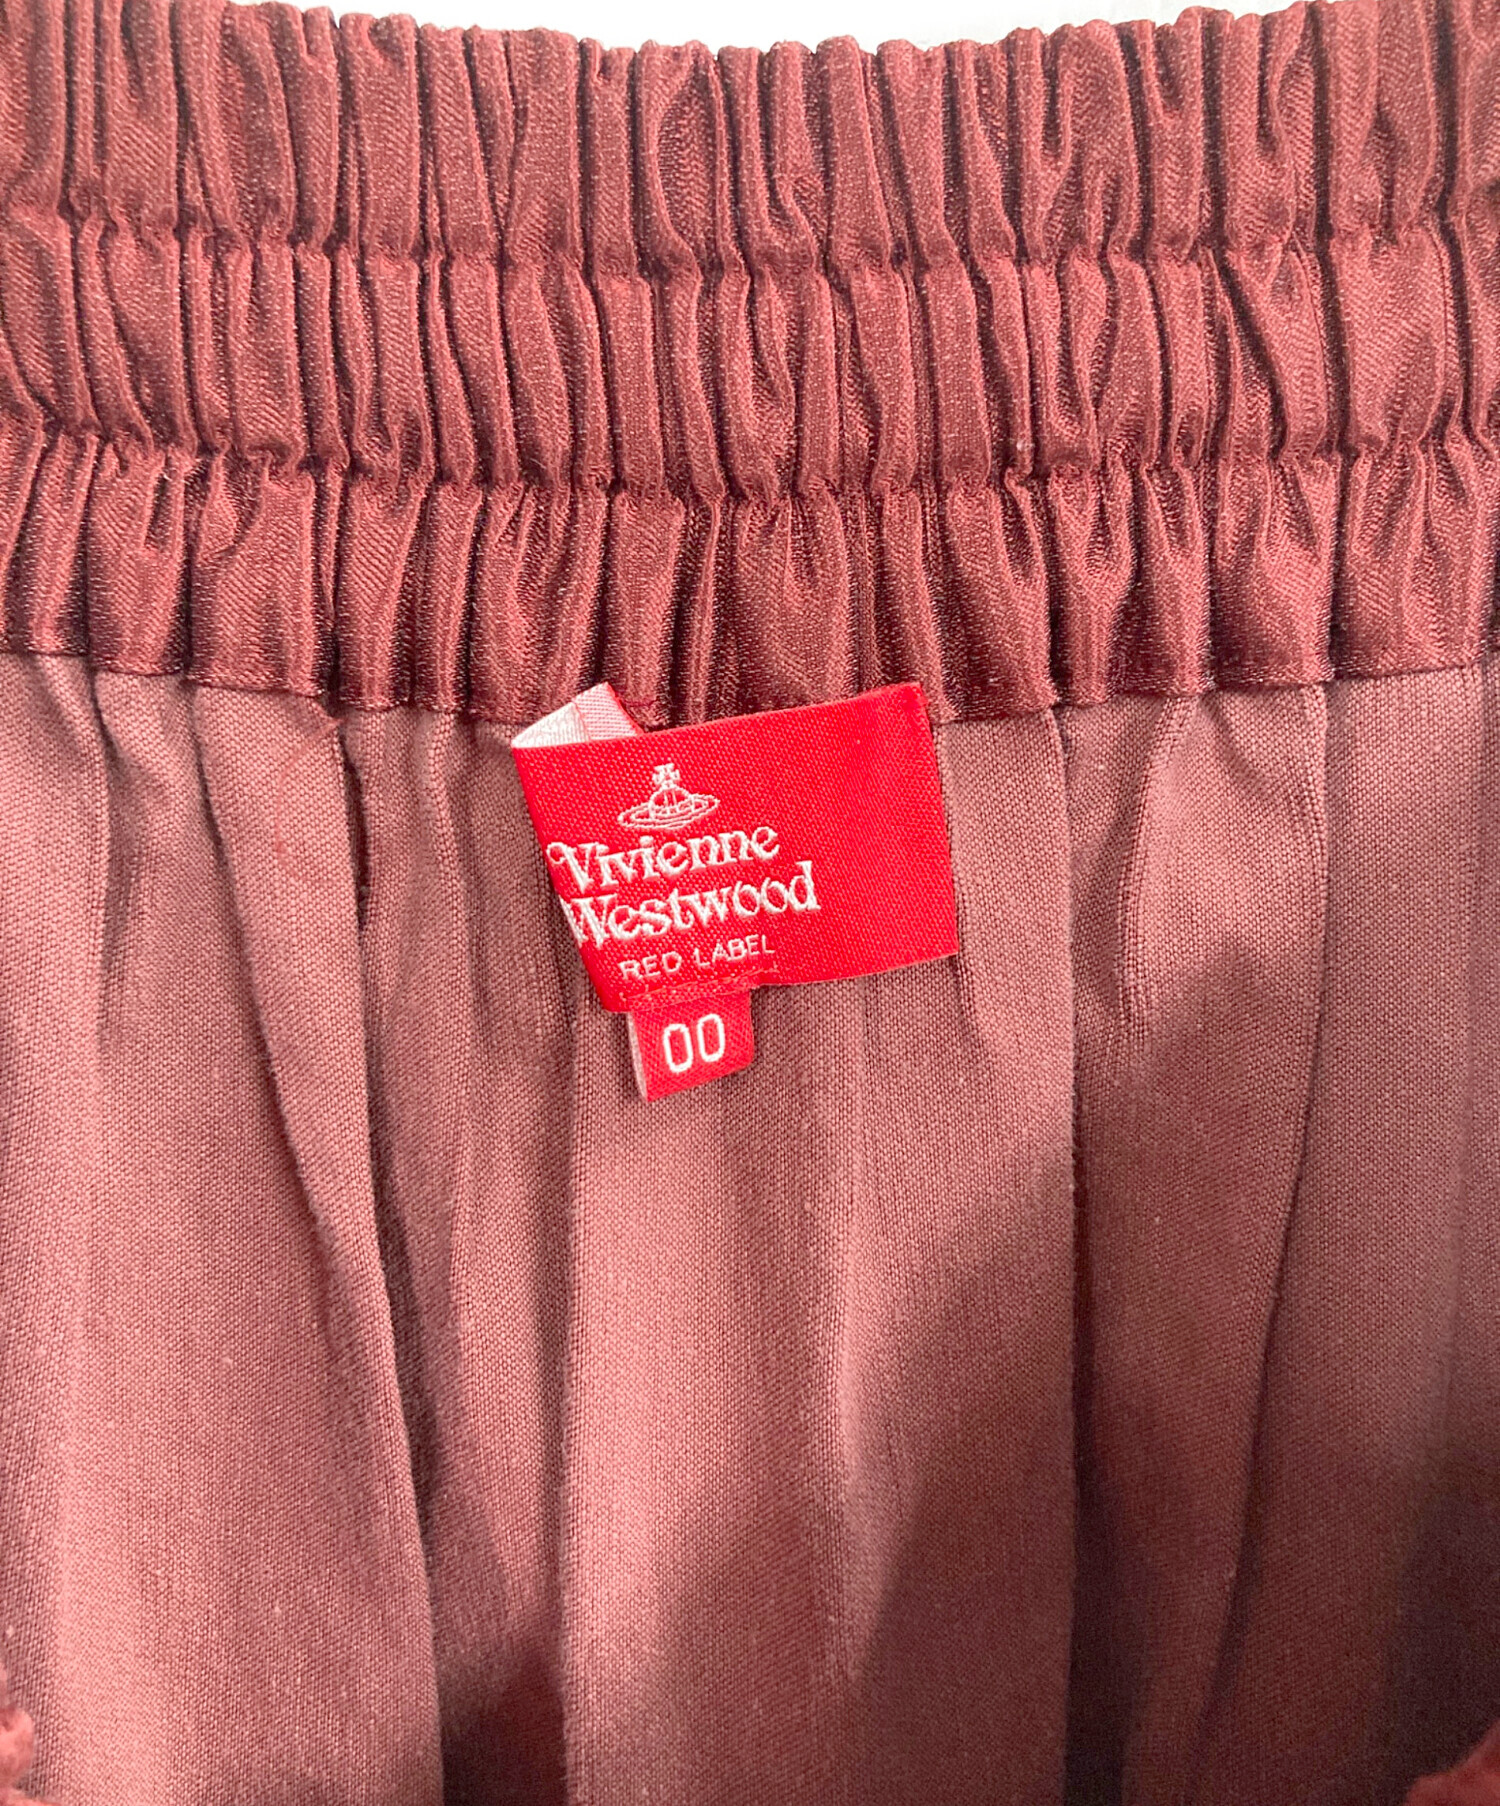 Vivienne
Westwood
RED LABEL
00